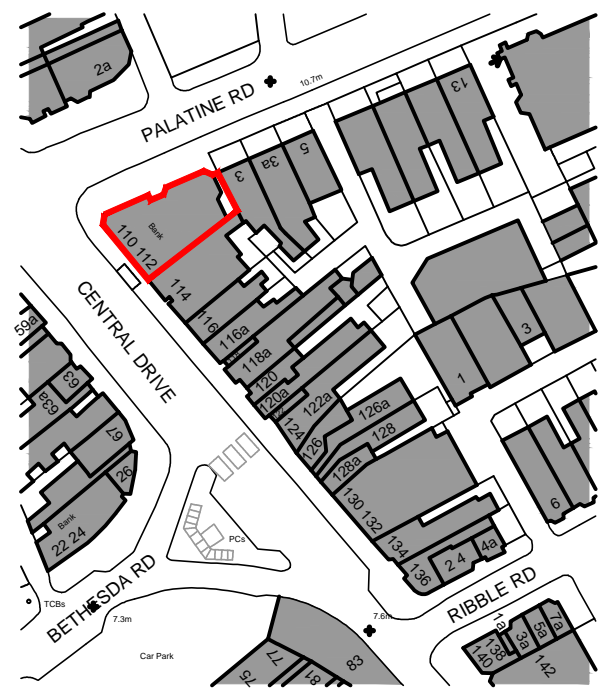 2a
10.7m
PALATINE RD
13
5
3a
3
Bank
110 112
114
116
116a
118a
120
120a
122a
124
126
126a
128
128a
130 132
134
136
2 4
4a
1
3
6
CENTRAL DRIVE
59a
63
63a
67
26
Bank
22 24
PCs
BETHESDA RD
TCBs
7.3m
7.6m
Car Park
RIBBLE RD
77
75
81
83
1a
3a
5a
7a
138
140
142